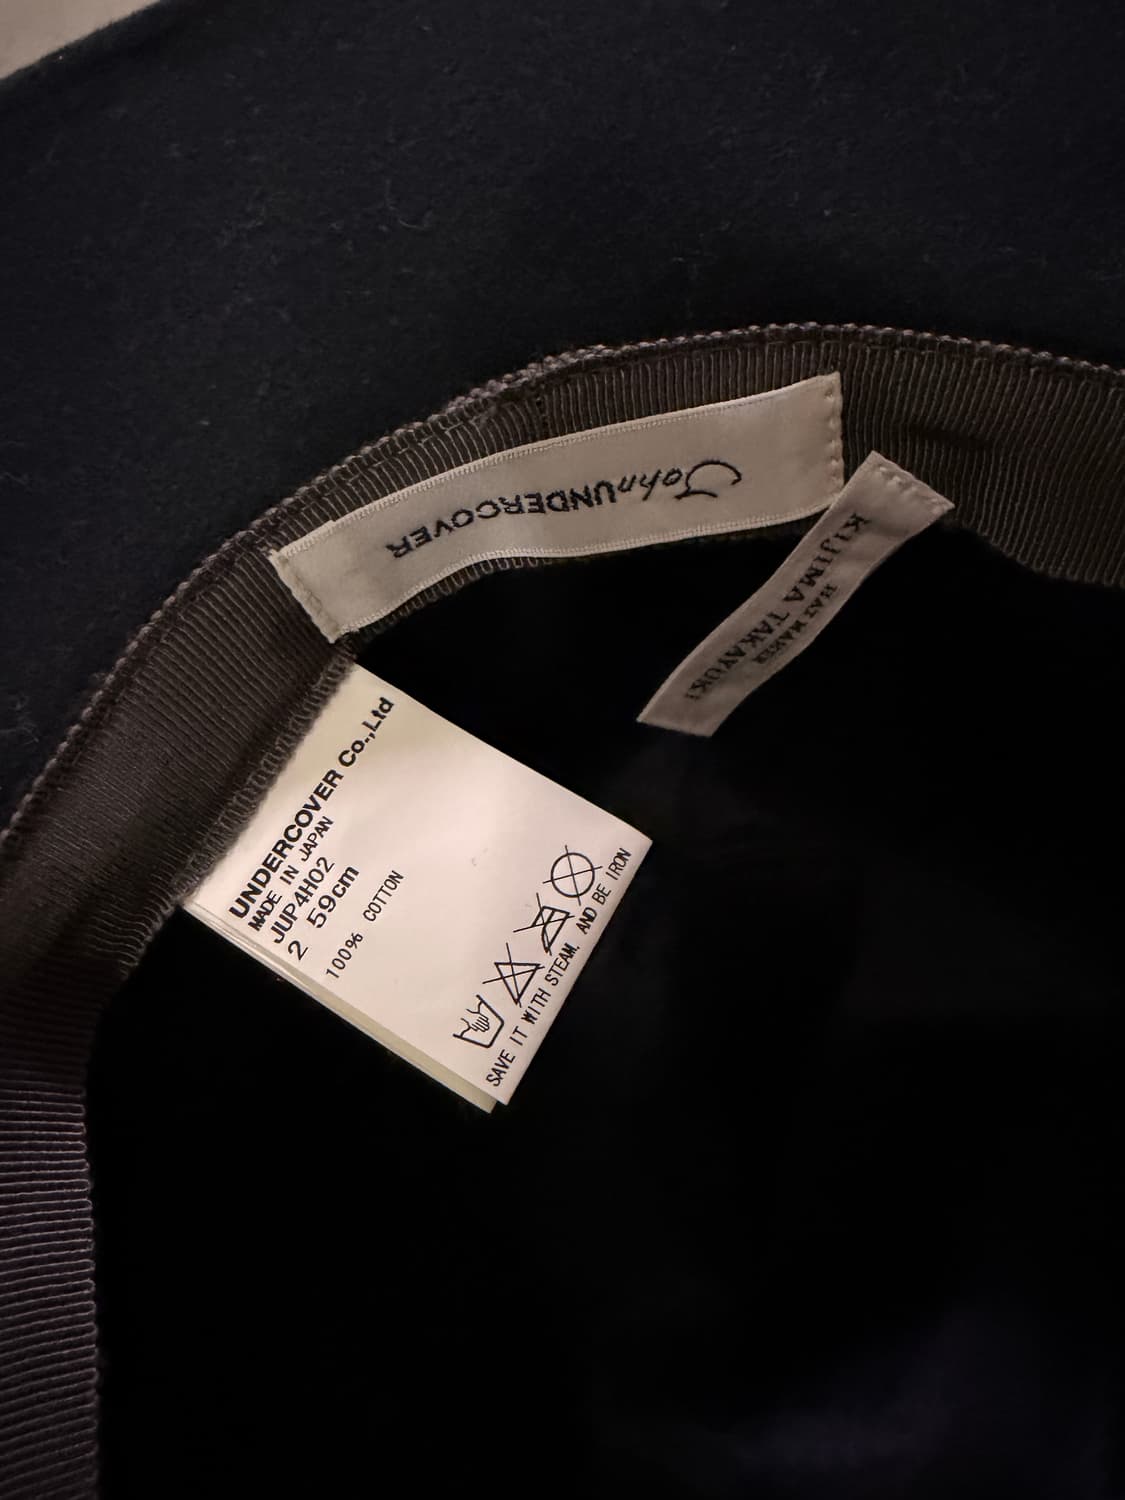 JohnUNDERCOVER
KIJIMA TAKAYUKI
HAT MAKER
UNDERCOVER Co.,Ltd
MADE IN JAPAN
JUP4H02
2 59cm
100% COTTON
SAVE IT WITH STEAM. AND BE IRON